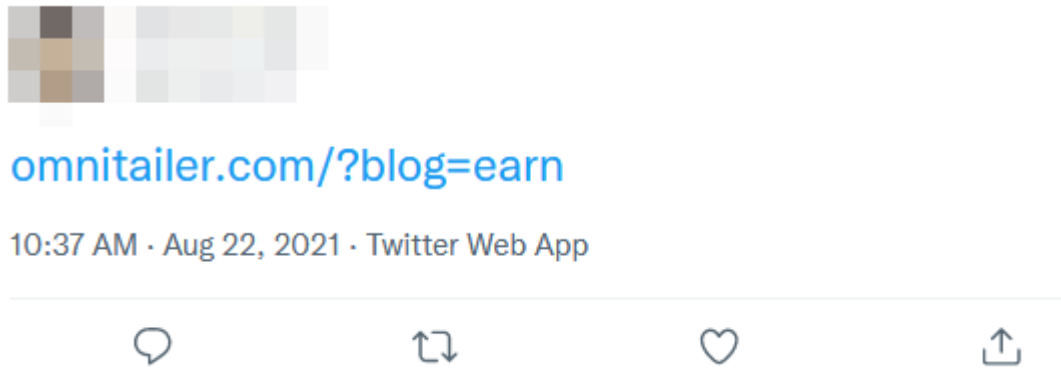 omnitailer.com/?blog=earn
10:37 AM · Aug 22, 2021 · Twitter Web App